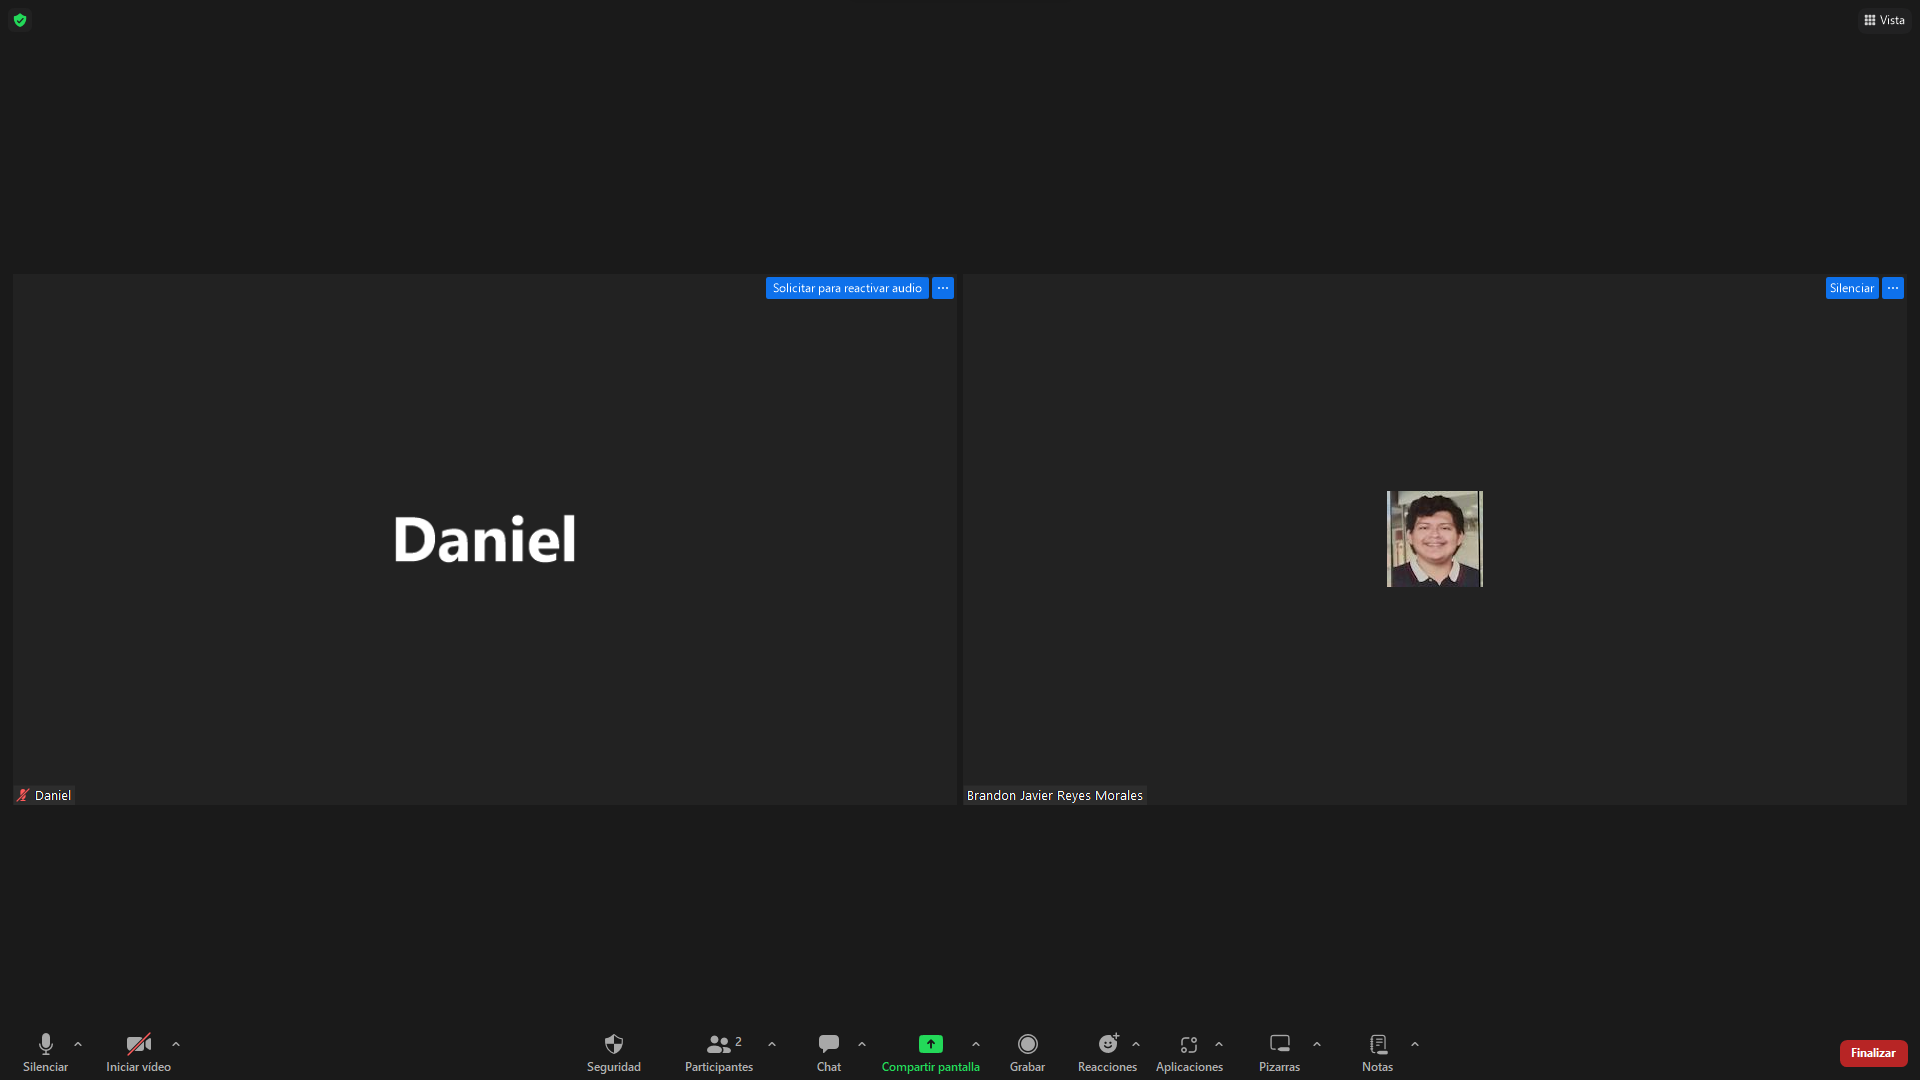 Vista
Solicitar para reactivar audio
Silenciar
Daniel
Daniel
Brandon Javier Reyes Morales
Silenciar
Iniciar vídeo
Seguridad
Participantes 2
Chat
Compartir pantalla
Grabar
Reacciones
Aplicaciones
Pizarras
Notas
Finalizar